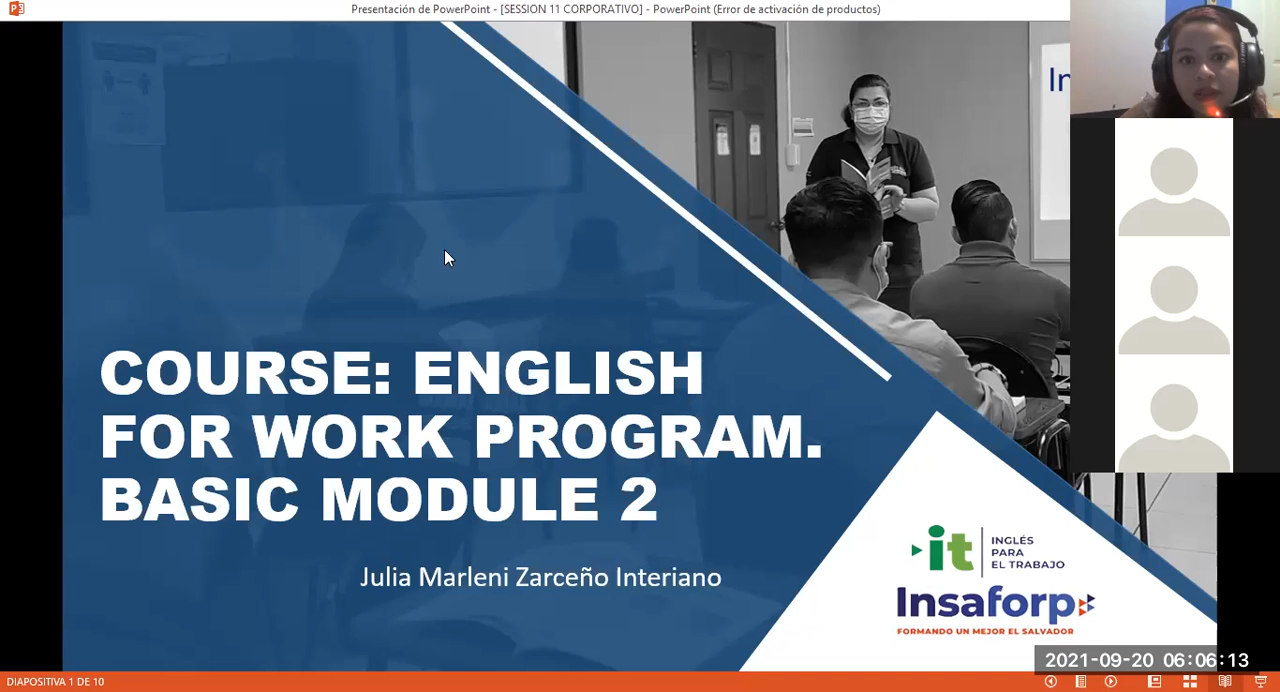 Presentación de PowerPoint - [SESSION 11 CORPORATIVO] - PowerPoint (Error de activación de productos)
COURSE: ENGLISH
FOR WORK PROGRAM.
BASIC MODULE 2
Julia Marleni Zarceño Interiano
it
INGLÉS
PARA
EL TRABAJO
Insaforp
FORMANDO UN MEJOR EL SALVADOR
2021-09-20 06:06:13
DIAPOSITIVA 1 DE 10